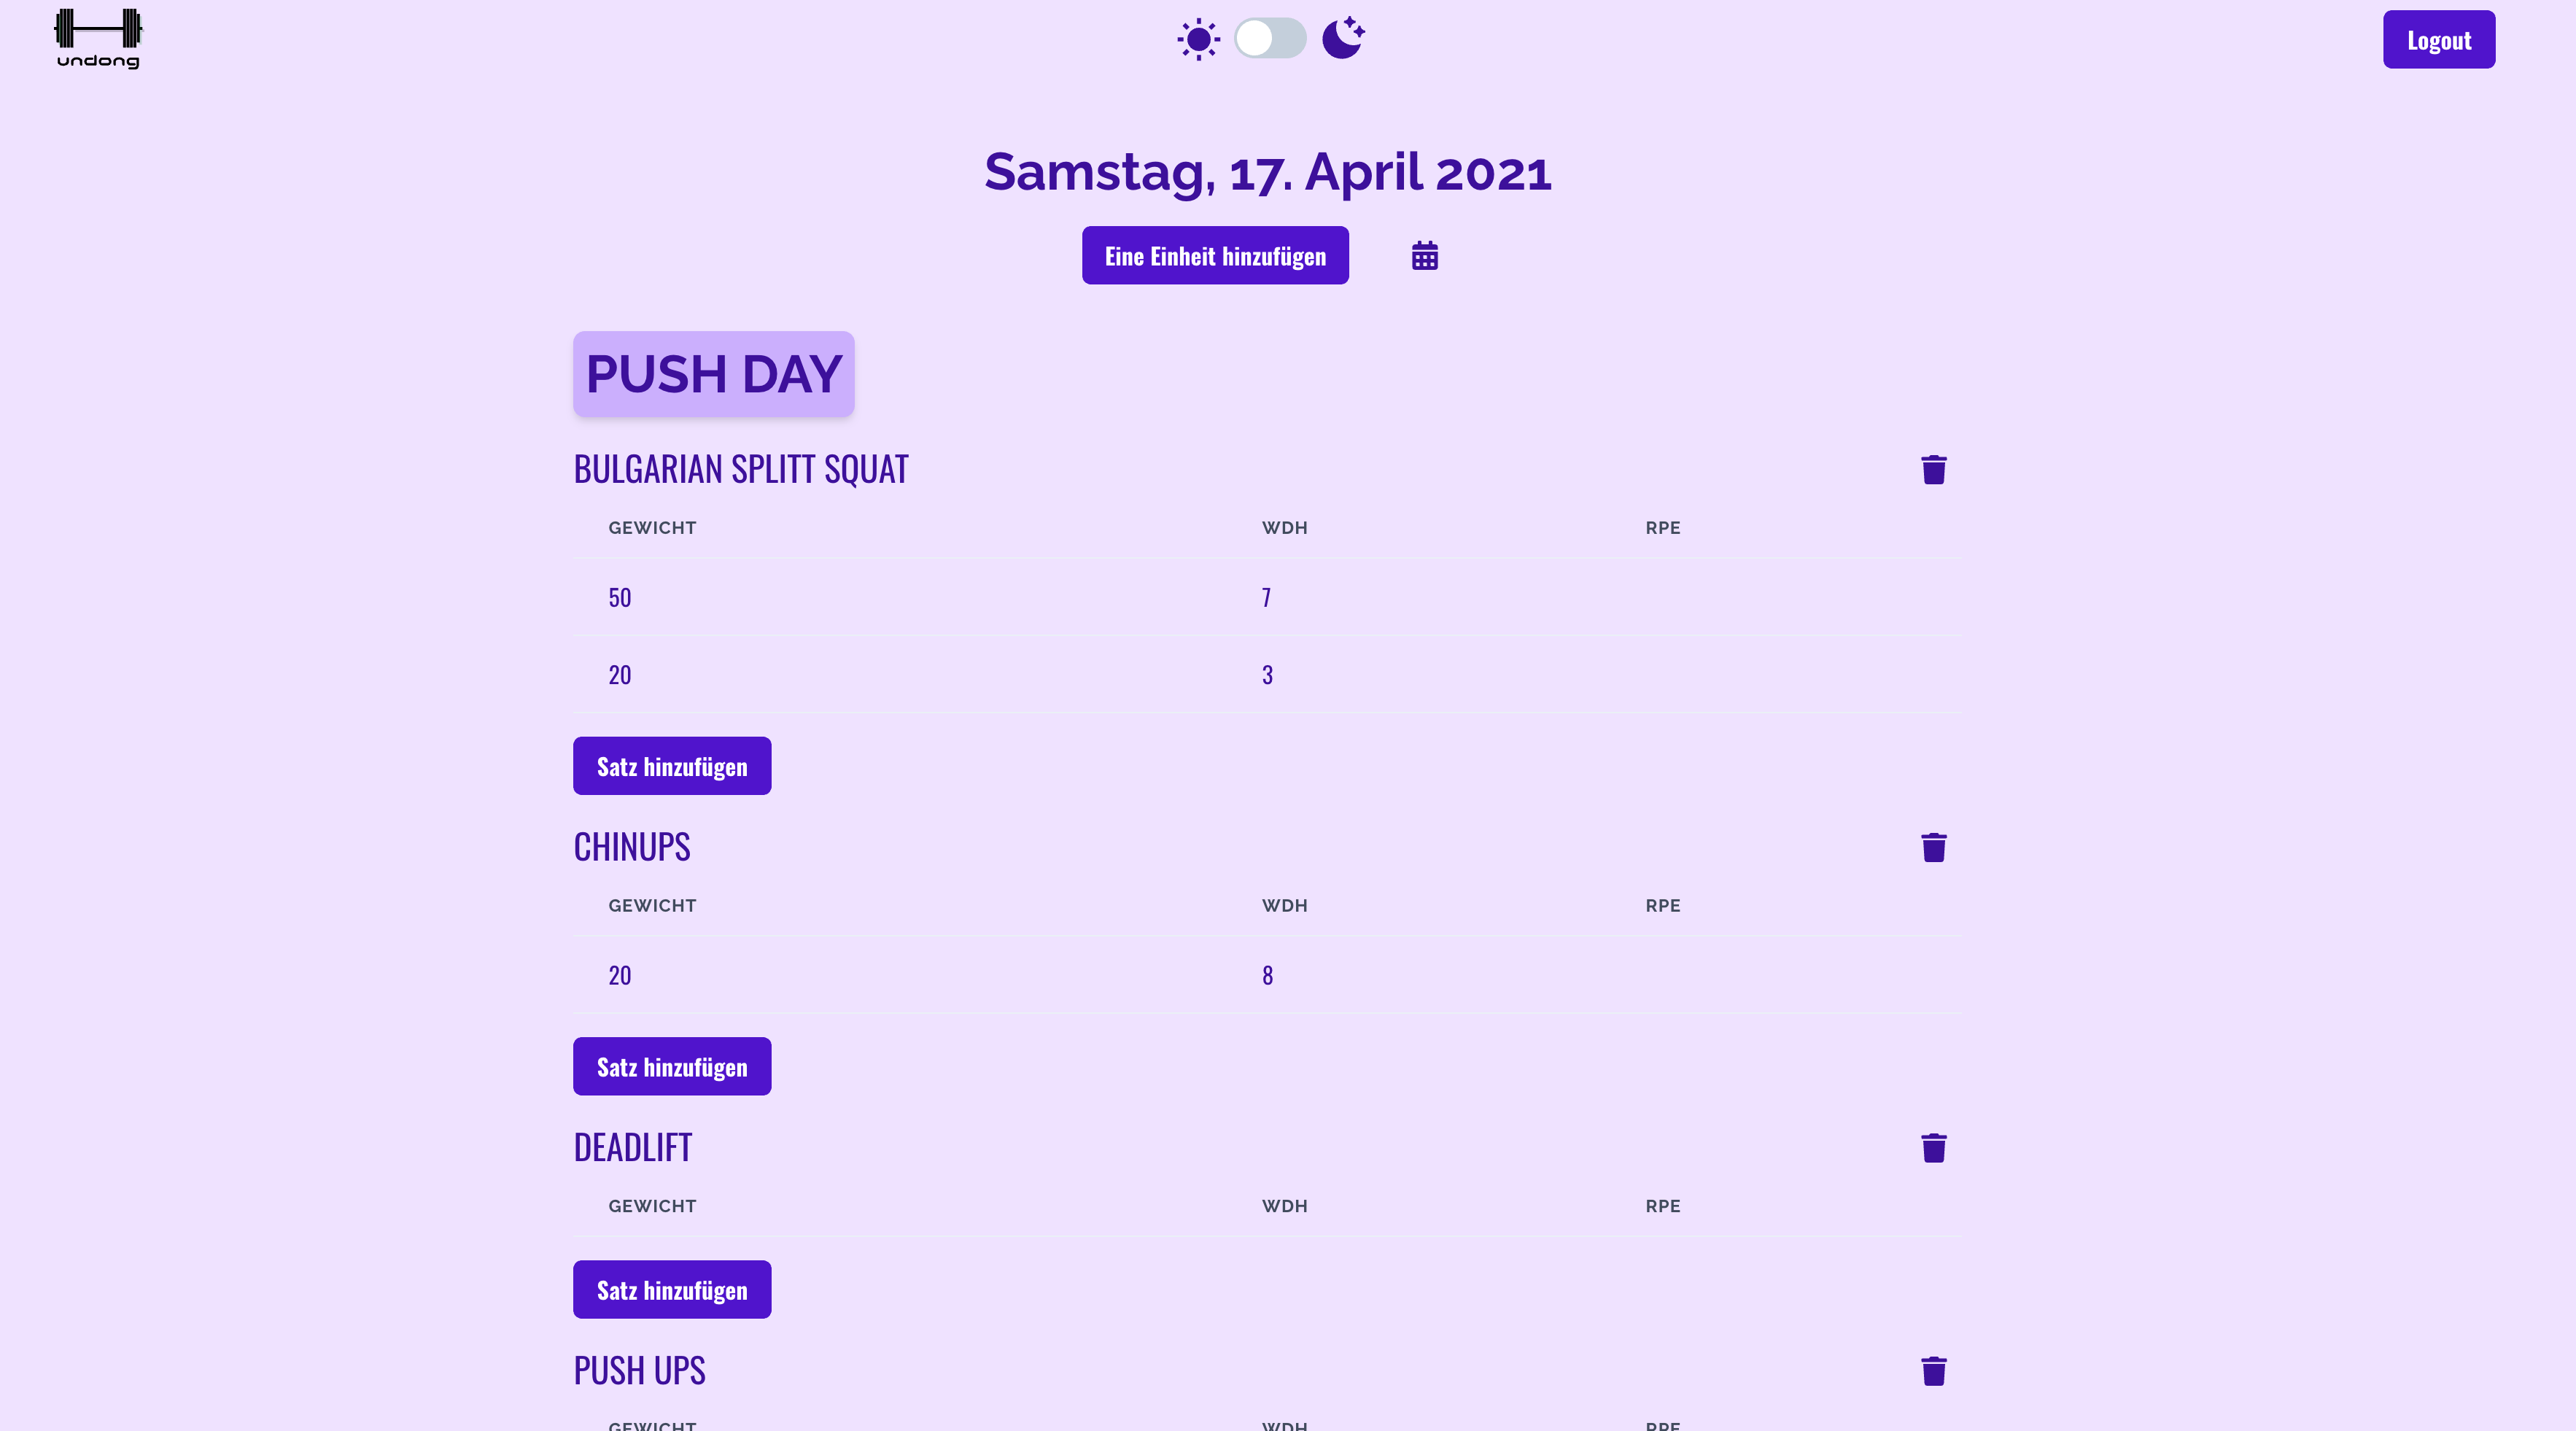 undong
Logout
Samstag, 17. April 2021
Eine Einheit hinzufügen
PUSH DAY
BULGARIAN SPLITT SQUAT
GEWICHT WDH RPE
50 7
20 3
Satz hinzufügen
CHINUPS
GEWICHT WDH RPE
20 8
Satz hinzufügen
DEADLIFT
GEWICHT WDH RPE
Satz hinzufügen
PUSH UPS
GEWICHT WDH RPE